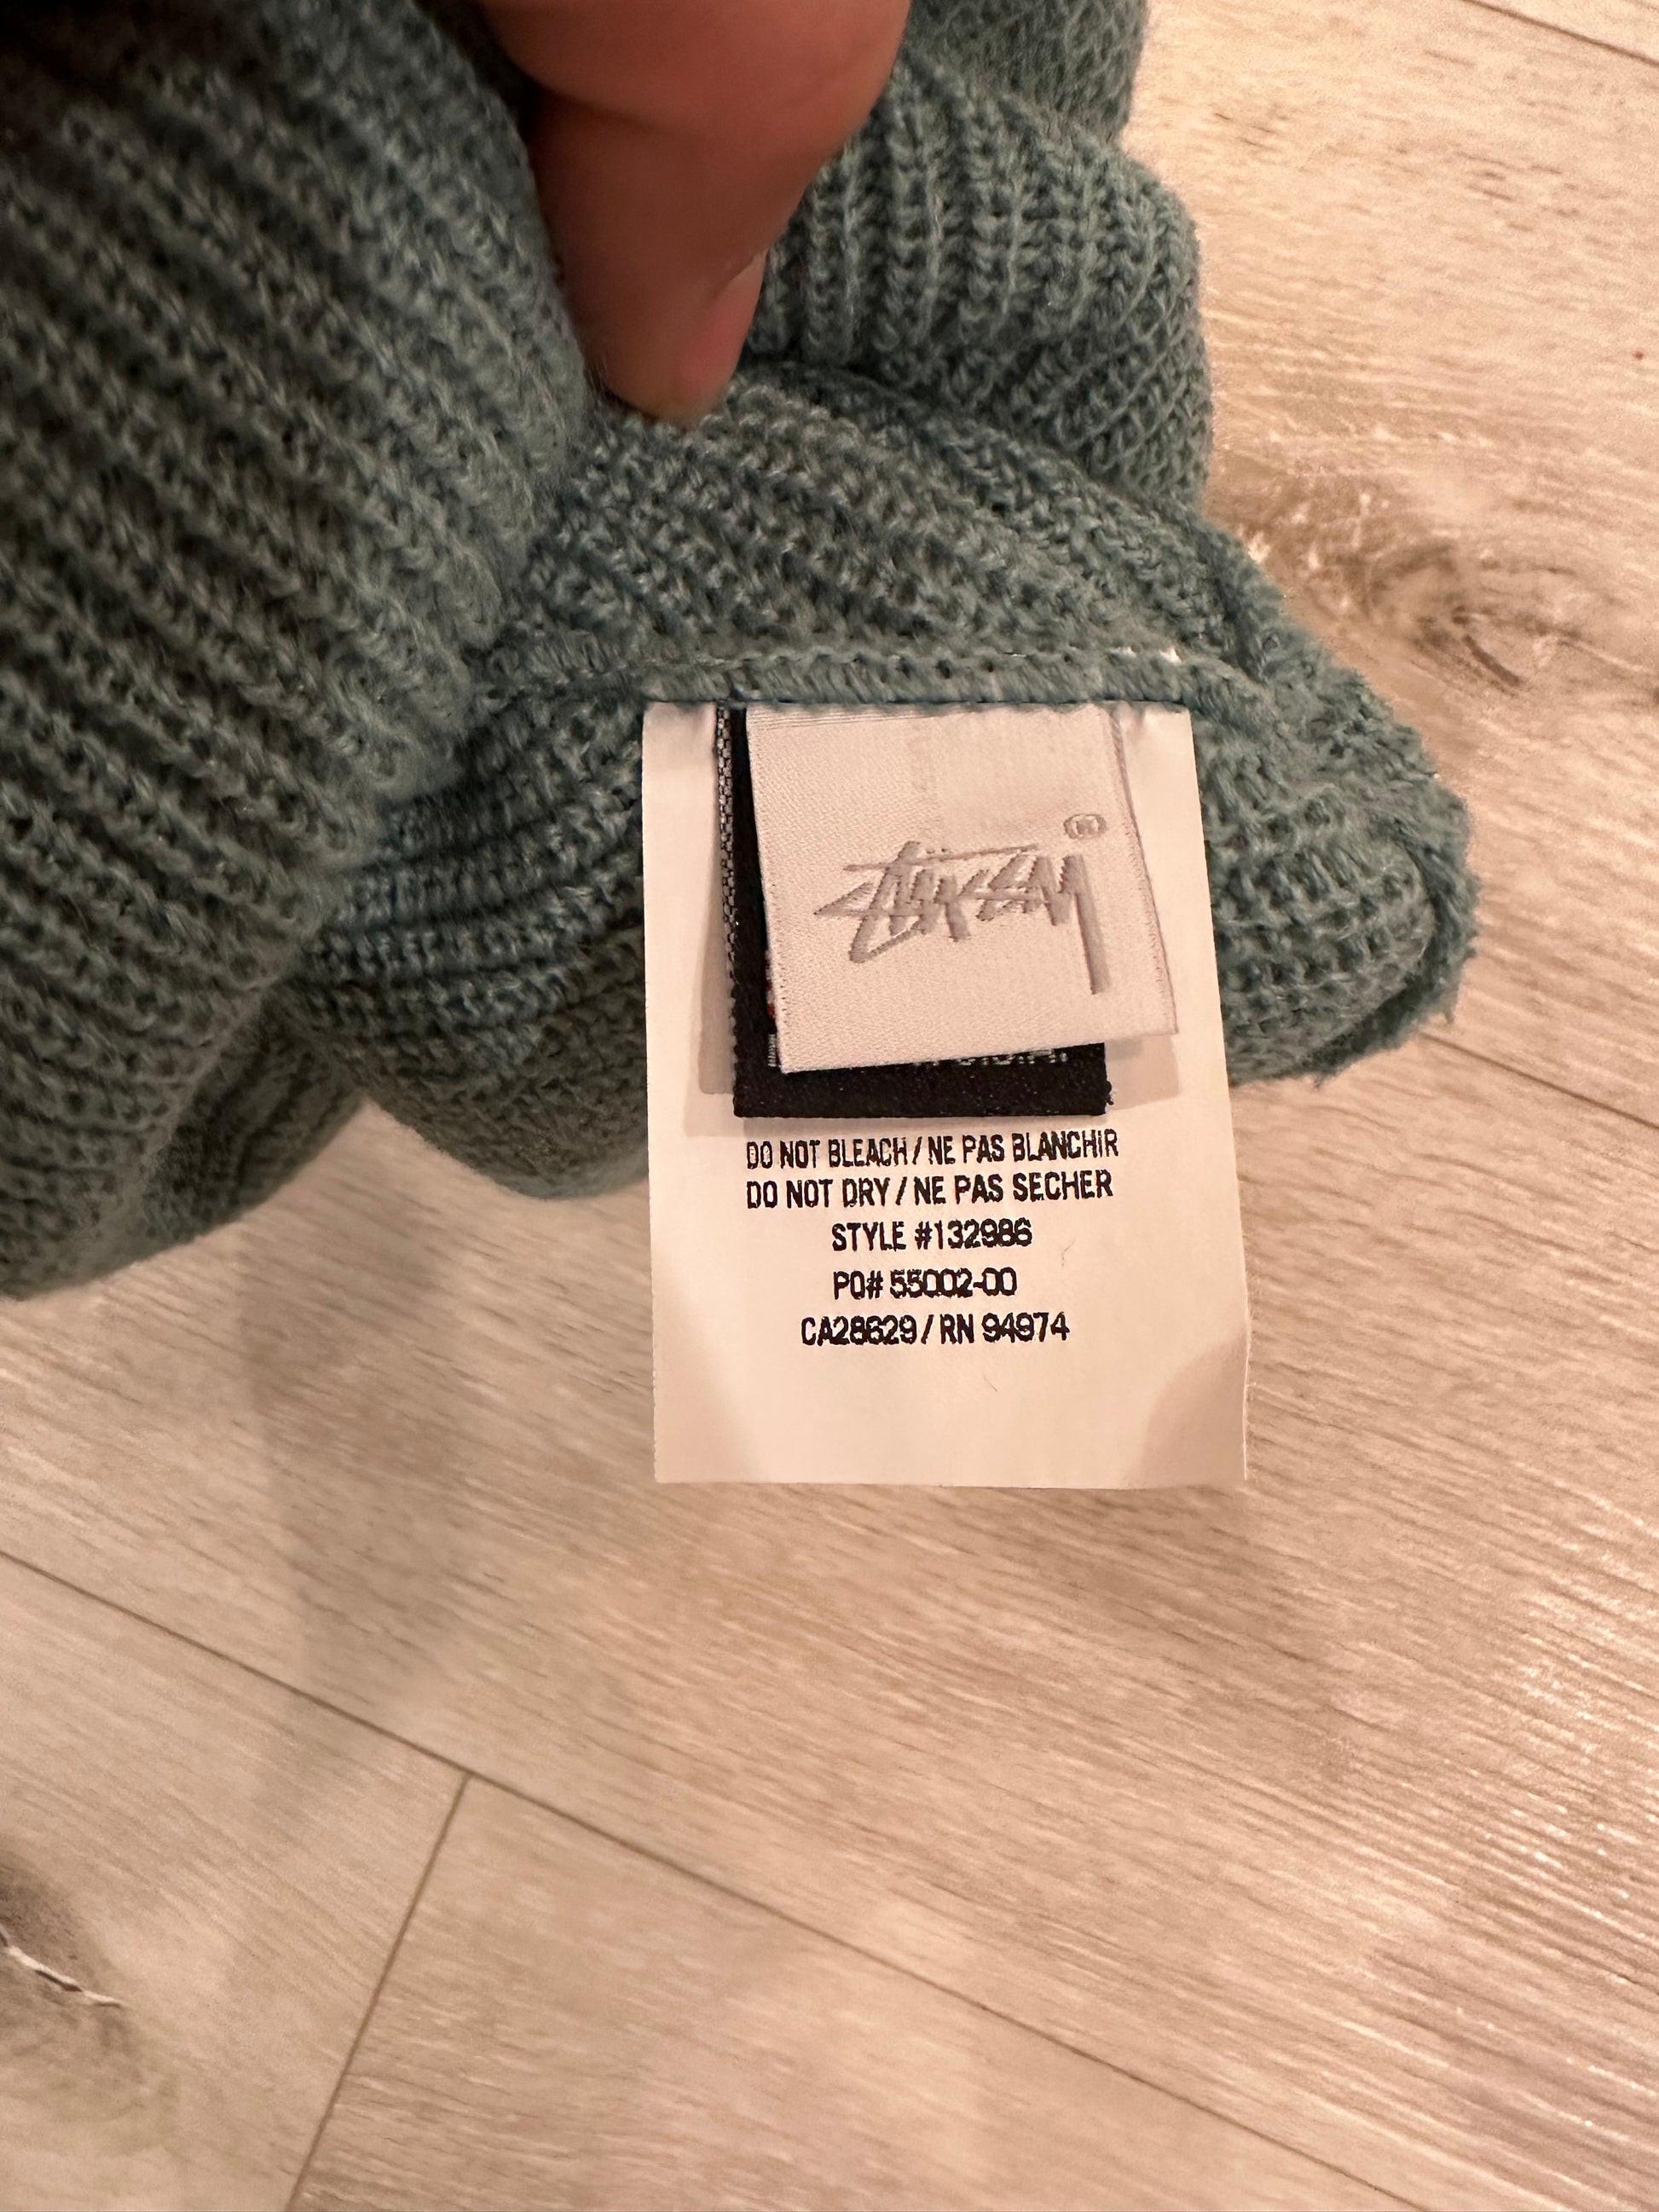 Stüssy ®
U.S.A.
DO NOT BLEACH / NE PAS BLANCHIR
DO NOT DRY / NE PAS SECHER
STYLE #132986
PO# 55002-00
CA28629 / RN 94974